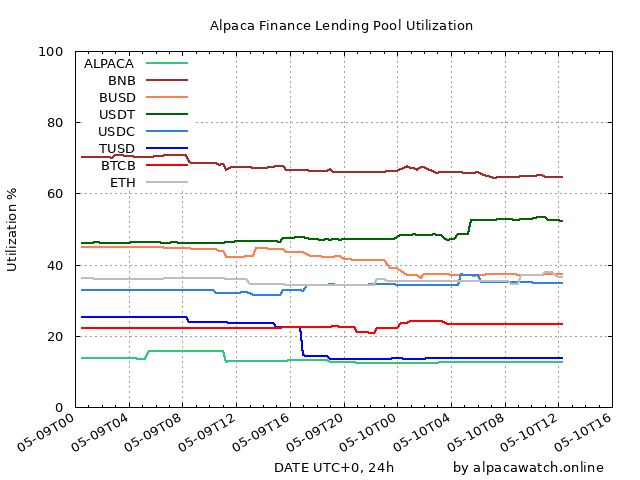 Alpaca Finance Lending Pool Utilization
100
80
60
40
20
0
Utilization %
ALPACA
BNB
BUSD
USDT
USDC
TUSD
BTCB
ETH
05-09T00
05-09T04
05-09T08
05-09T12
05-09T16
05-09T20
05-10T00
05-10T04
05-10T08
05-10T12
05-10T16
DATE UTC+0, 24h
by alpacawatch.online